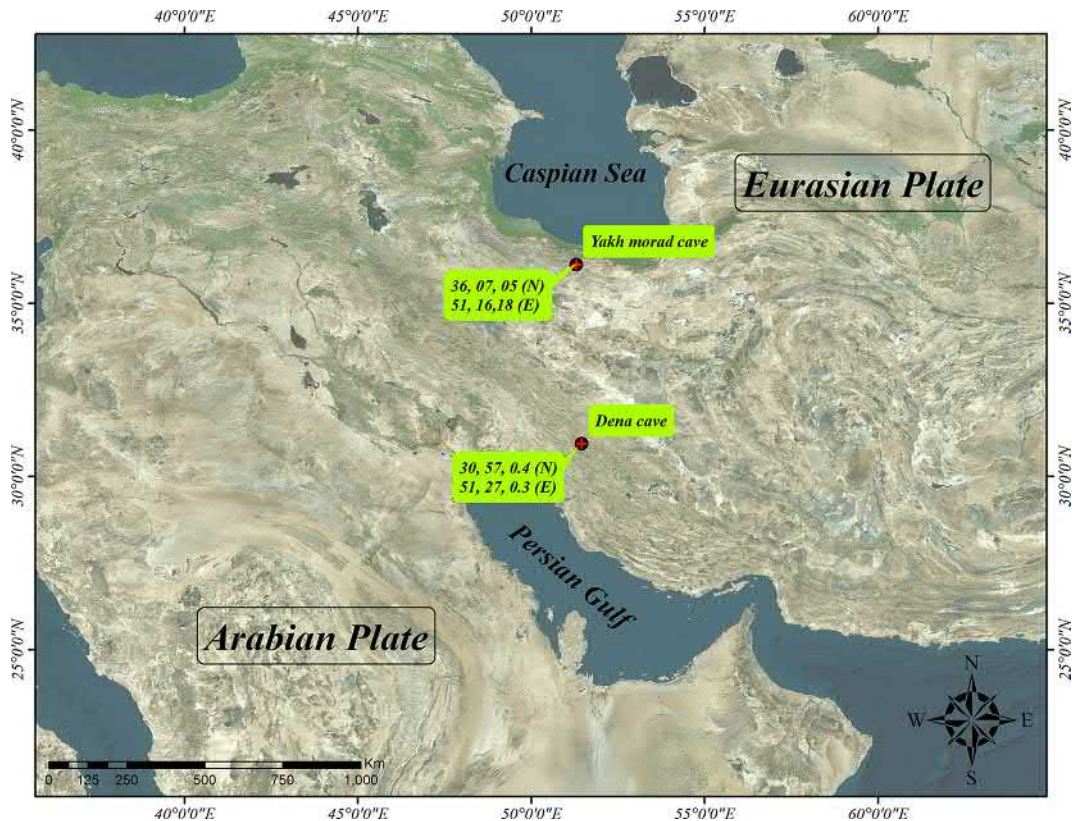 40°0'0"E 45°0'0"E 50°0'0"E 55°0'0"E 60°0'0"E
40°0'0"N 40°0'0"N
Caspian Sea
Eurasian Plate
Yakh morad cave
36, 07, 05 (N)
51, 16,18 (E)
35°0'0"N 35°0'0"N
Dena cave
30, 57, 0.4 (N)
51, 27, 0.3 (E)
30°0'0"N 30°0'0"N
Persian Gulf
Arabian Plate
25°0'0"N 25°0'0"N
N
W E
S
Km
0 125 250 500 750 1,000
40°0'0"E 45°0'0"E 50°0'0"E 55°0'0"E 60°0'0"E